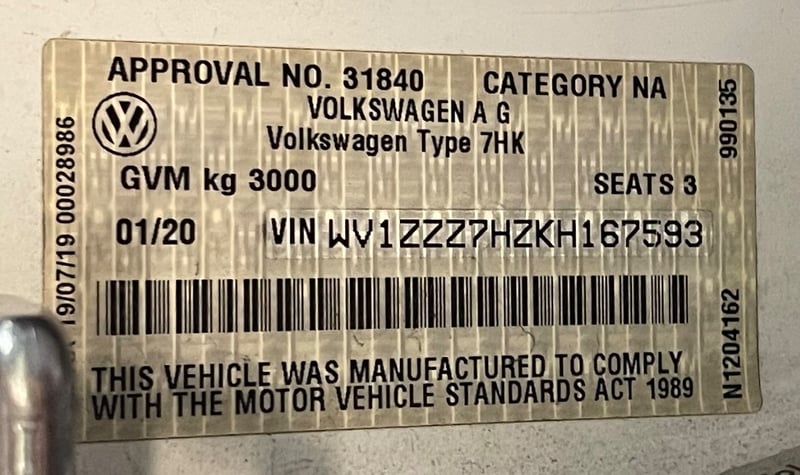 APPROVAL NO. 31840 CATEGORY NA
VOLKSWAGEN A G
Volkswagen Type 7HK
GVM kg 3000 SEATS 3
01/20 VIN WV1ZZZ7HZKH167593
THIS VEHICLE WAS MANUFACTURED TO COMPLY
WITH THE MOTOR VEHICLE STANDARDS ACT 1989
19/07/19 00028986
990135
N1204162